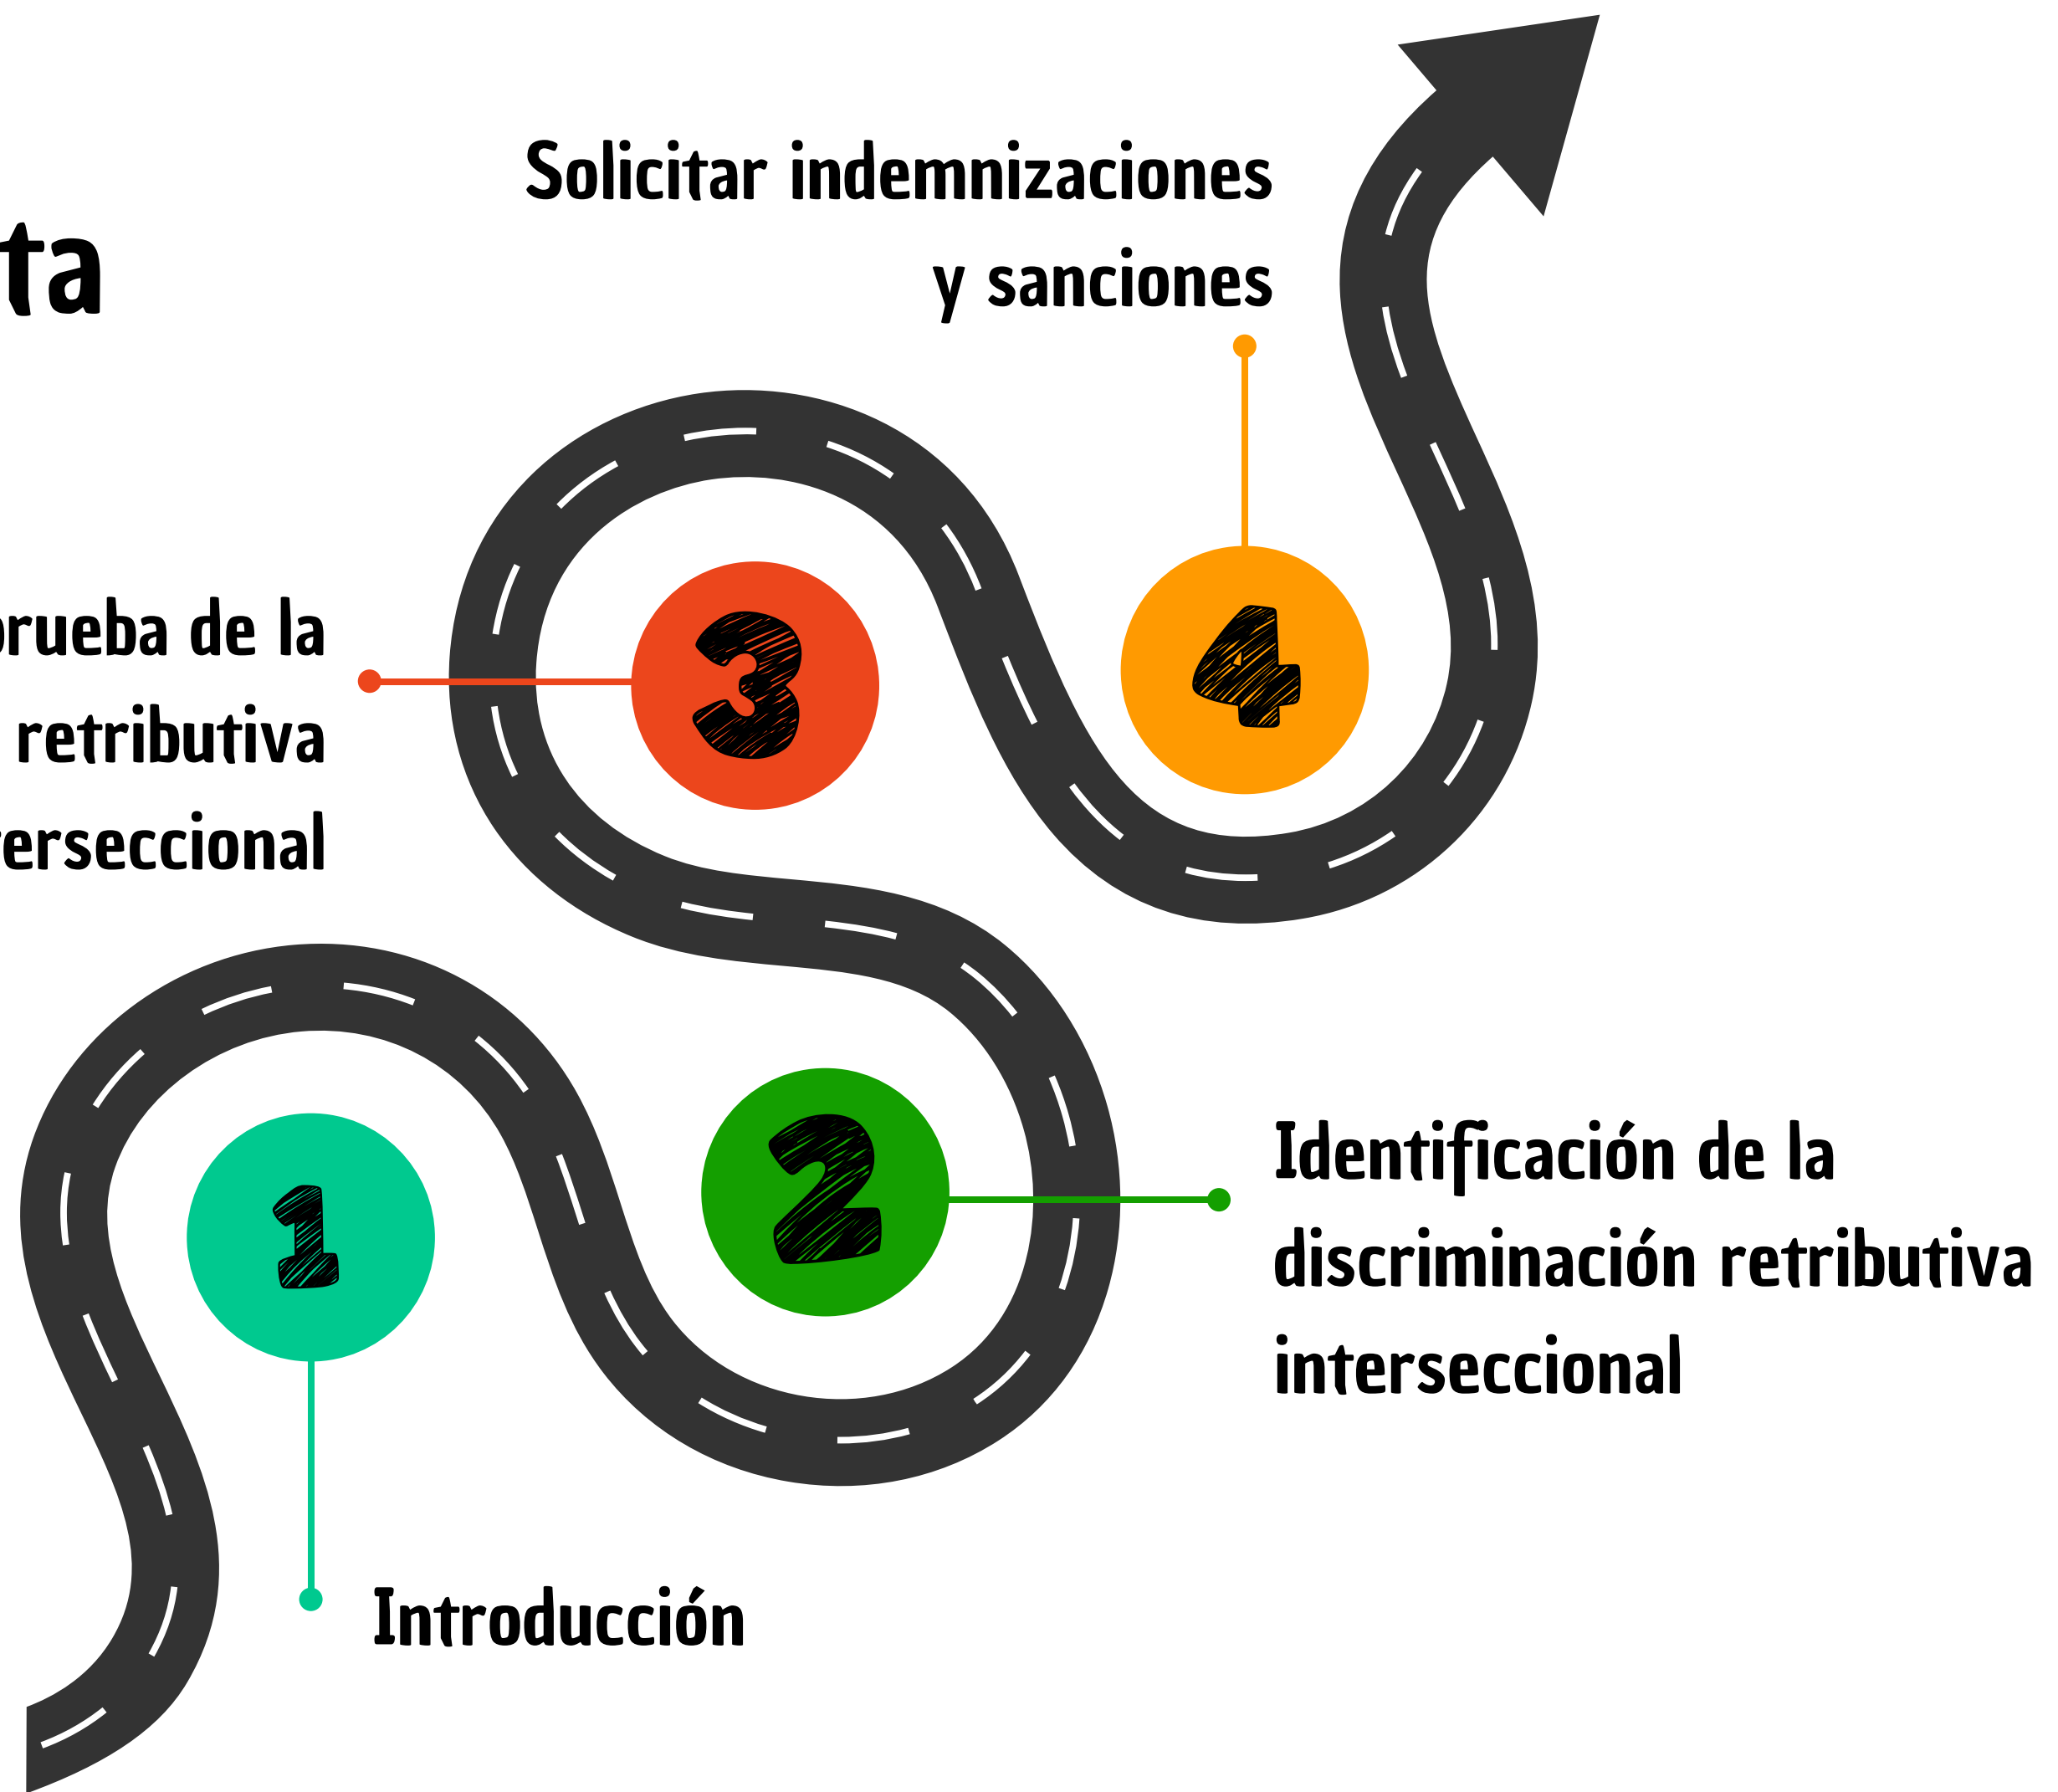 ta
Solicitar indemnizaciones
y sanciones
rueba de la
retributiva
erseccional
3
4
1
2
Identificación de la
discriminación retributiva
interseccional
Introducción